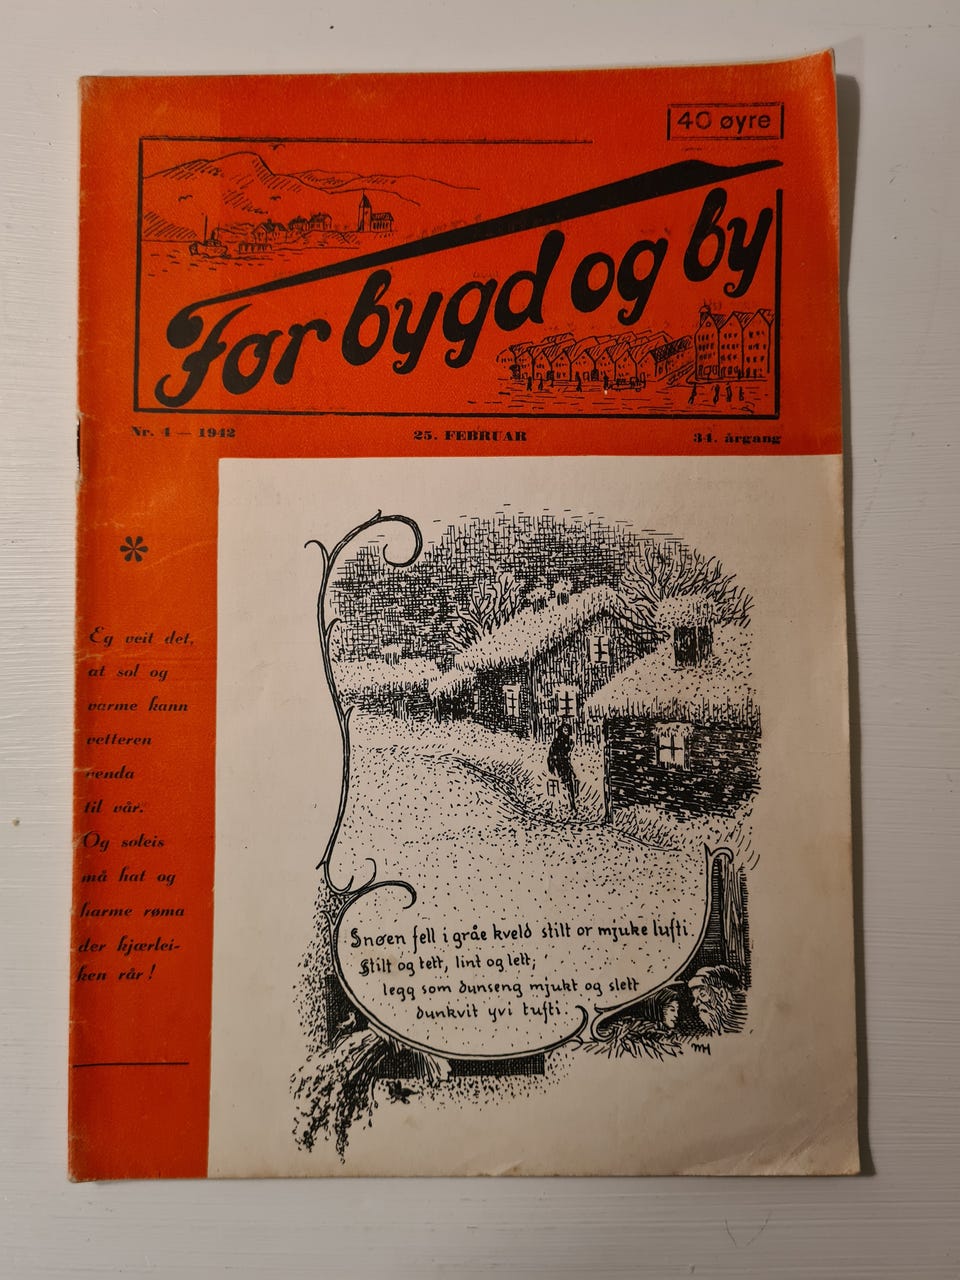 40 øyre
For bygd og by
Nr. 4 — 1942 25. FEBRUAR 34. årgang
*
Eg veit det,
at sol og
varme kann
vetteren
venda
til vår.
Og soleis
må hat og
harme røma
der kjærlei-
ken rår!
Snøen fell i gråe kveld stilt or mjuke lufti.
Stilt og tett, lint og lett;
legg som dunseng mjukt og slett
dunkvit yvi tufti.
MH